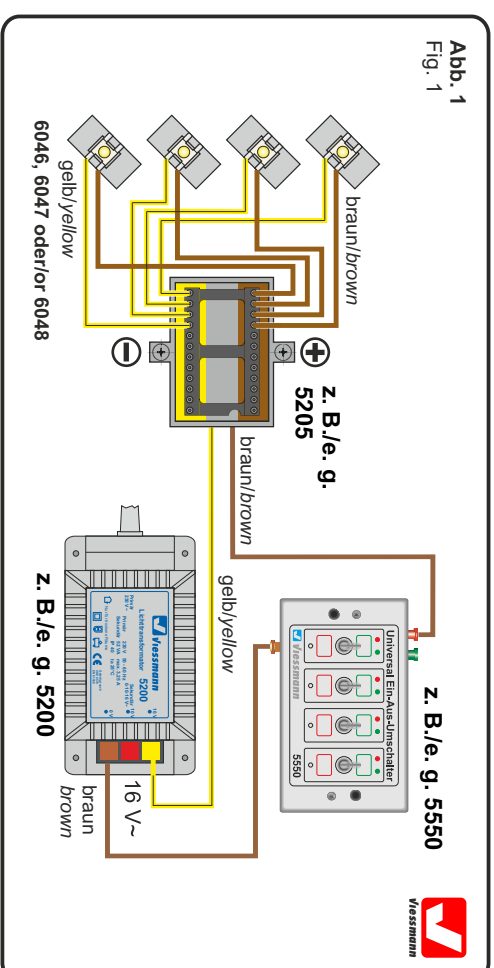 Abb. 1
Fig. 1
braun/brown
gelb/yellow
6046, 6047 oder/or 6048
z. B./e. g.
5205
braun/brown
gelb/yellow
z. B./e. g. 5550
Universal Ein-Aus-Umschalter
viessmann
5550
viessmann
Lichttransformator 5200
16 V~
braun
brown
z. B./e. g. 5200
viessmann